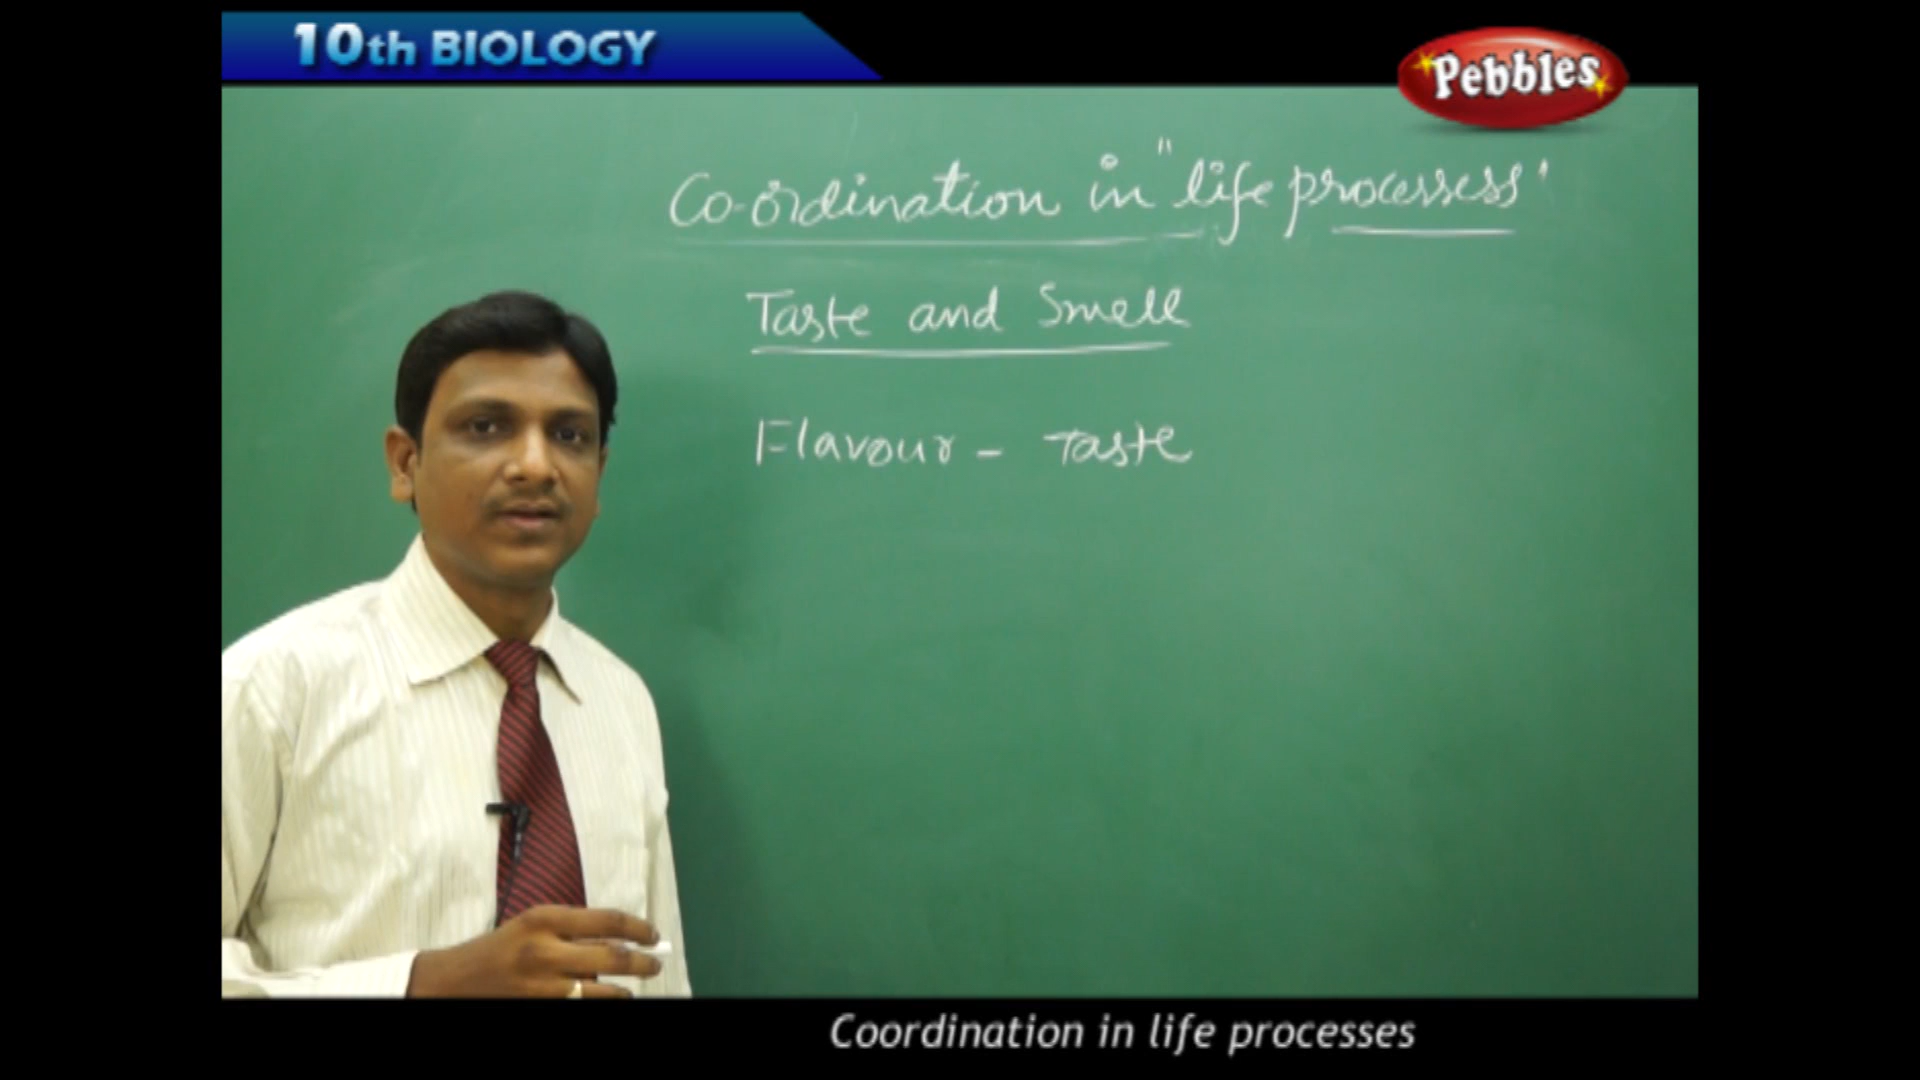 10th BIOLOGY
Pebbles
Co-ordination in "life processess'
Taste and Smell
Flavour - Taste
Coordination in life processes